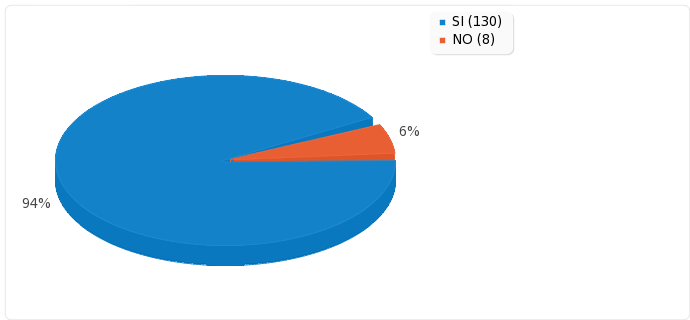 SI (130)
NO (8)
6%
94%